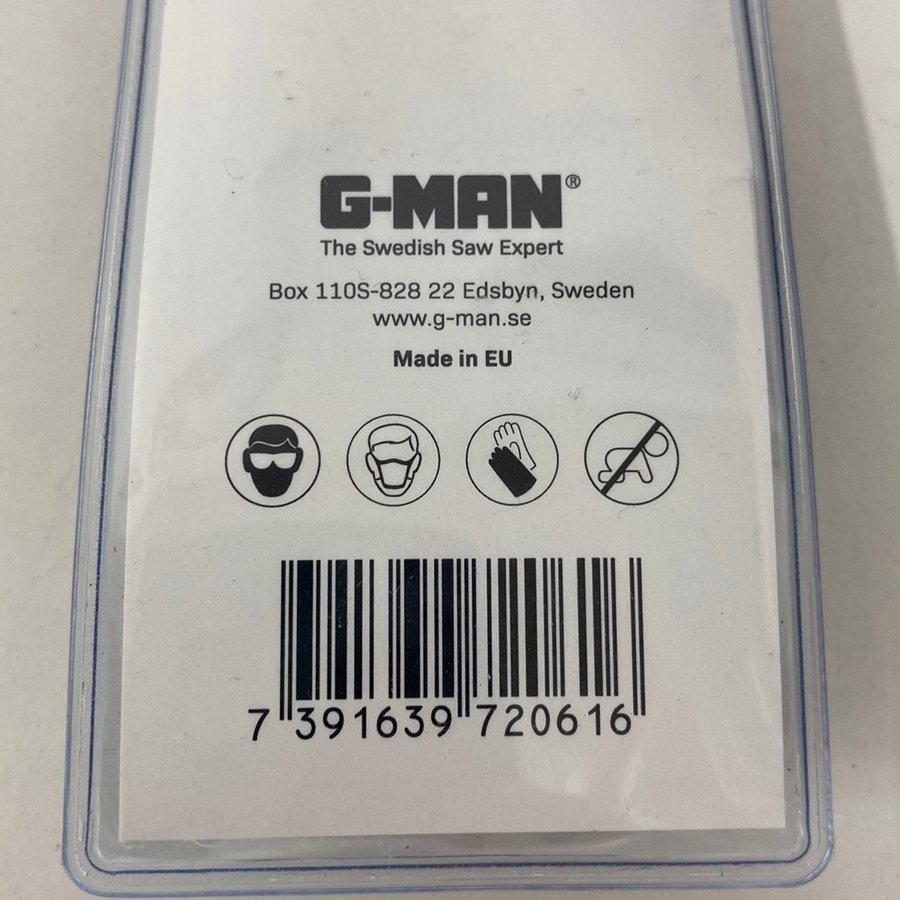 G-MAN®
The Swedish Saw Expert
Box 110S-828 22 Edsbyn, Sweden
www.g-man.se
Made in EU
7 391639 720616